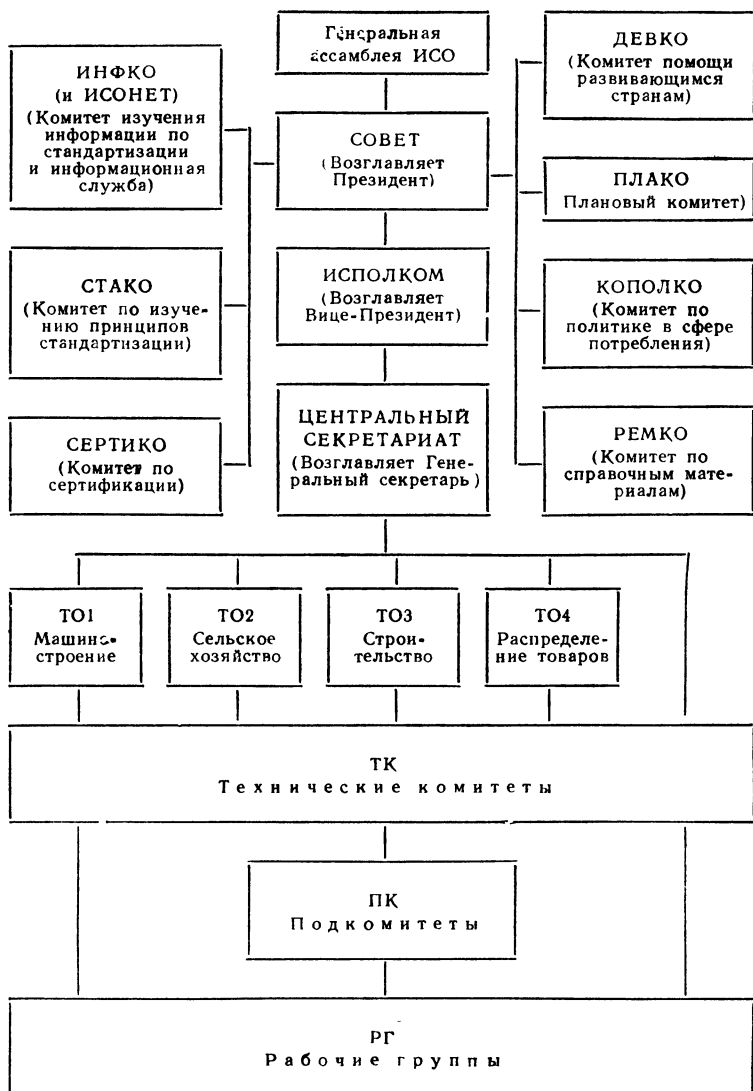 Генеральная
ассамблея ИСО
ИНФКО
(и ИСОНЕТ)
(Комитет изучения
информации по
стандартизации
и информационная
служба)
СОВЕТ
(Возглавляет
Президент)
ДЕВКО
(Комитет помощи
развивающимся
странам)
ПЛАКО
Плановый комитет)
СТАКО
(Комитет по изуче-
нию принципов
стандартизации)
ИСПОЛКОМ
(Возглавляет
Вице-Президент)
КОПОЛКО
(Комитет по
политике в сфере
потребления)
СЕРТИКО
(Комитет по
сертификации)
ЦЕНТРАЛЬНЫЙ
СЕКРЕТАРИАТ
(Возглавляет Гене-
ральный секретарь)
РЕМКО
(Комитет по
справочным мате-
риалам)
ТО1
Машино-
строение
ТО2
Сельское
хозяйство
ТО3
Строи-
тельство
ТО4
Распределе-
ние товаров
ТК
Технические комитеты
ПК
Подкомитеты
РГ
Рабочие группы